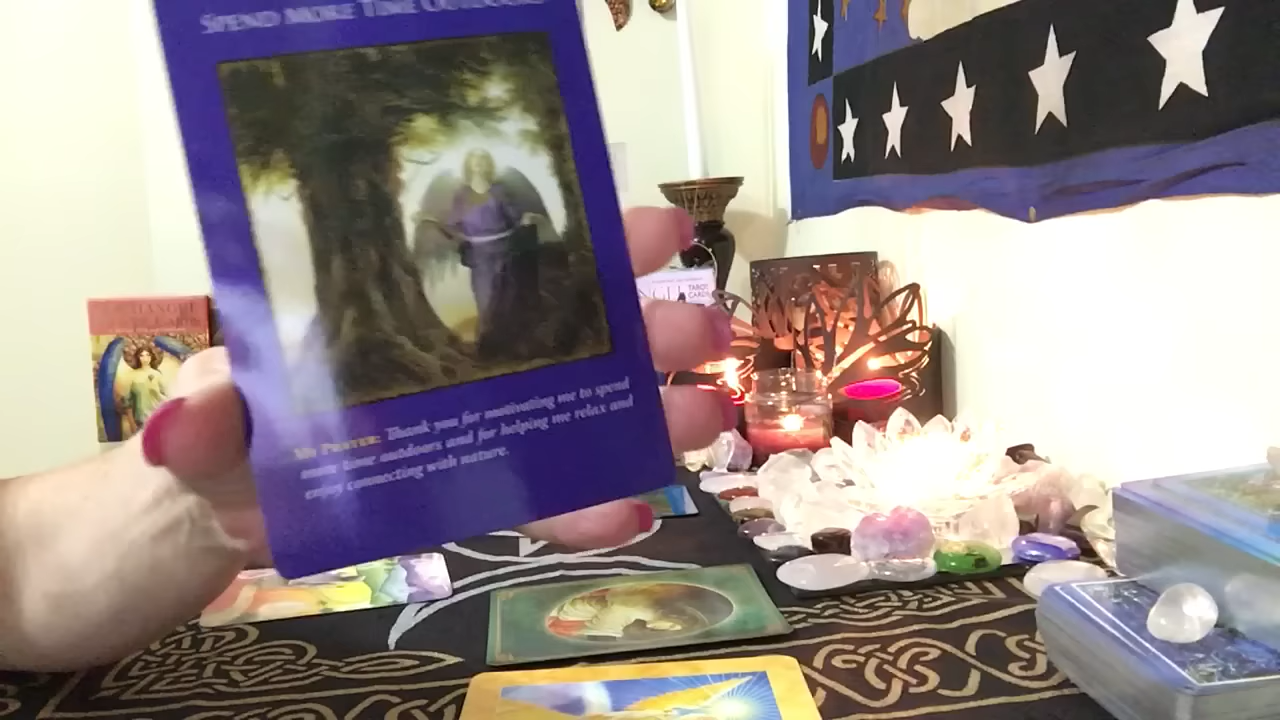 SPEND MORE TIME OUTDOORS
MY PRAYER: Thank you for motivating me to spend
more time outdoors and for helping me relax and
enjoy connecting with nature.
TAROT
CARDS